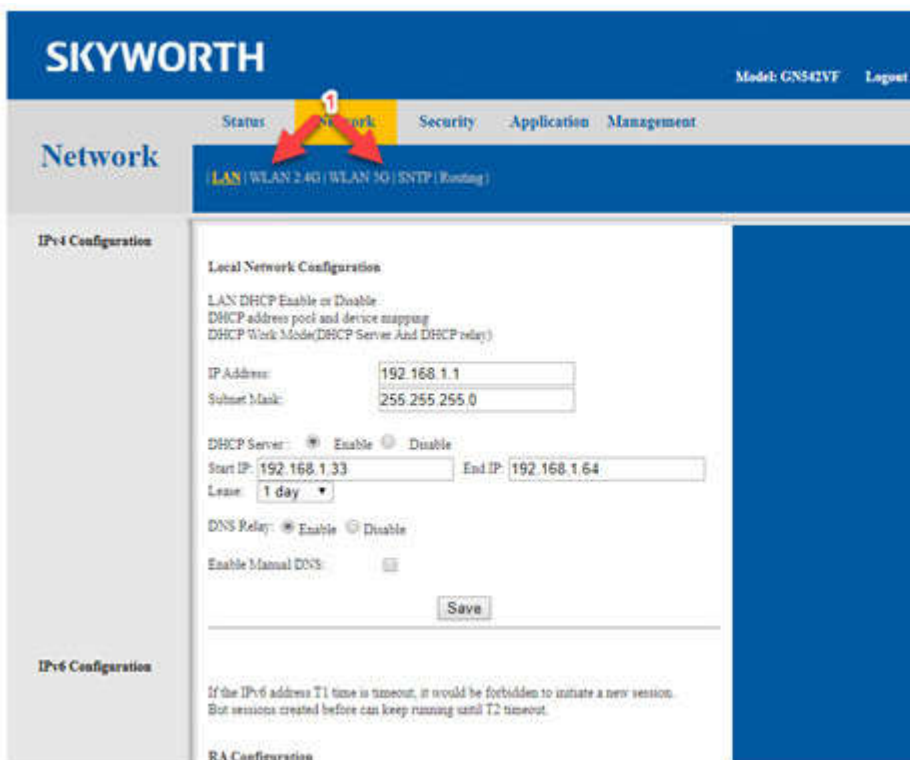 SKYWORTH
Model: GN542VF Logout
1
Status Network Security Application Management
Network
| LAN | WLAN 2.4G | WLAN 5G | SNTP | Routing |
IPv4 Configuration
Local Network Configuration
LAN DHCP Enable or Disable
DHCP address pool and device mapping
DHCP Work Mode(DHCP Server And DHCP relay)
IP Address: 192.168.1.1
Subnet Mask: 255.255.255.0
DHCP Server: Enable Disable
Start IP: 192.168.1.33 End IP: 192.168.1.64
Lease: 1 day
DNS Relay: Enable Disable
Enable Manual DNS:
Save
IPv6 Configuration
If the IPv6 address T1 time is timeout, it would be forbidden to initiate a new session.
But sessions created before can keep running until T2 timeout.
RA Configuration